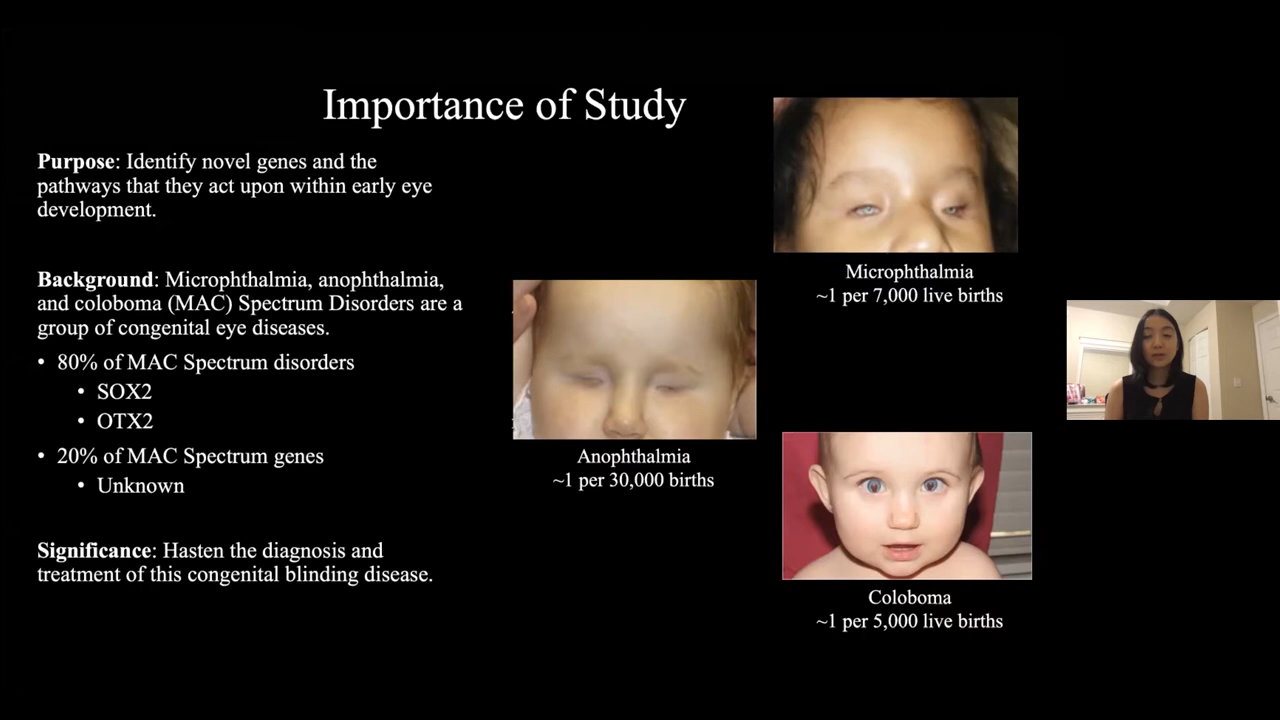 Importance of Study
Purpose: Identify novel genes and the
pathways that they act upon within early eye
development.
Background: Microphthalmia, anophthalmia,
and coloboma (MAC) Spectrum Disorders are a
group of congenital eye diseases.
• 80% of MAC Spectrum disorders
• SOX2
• OTX2
• 20% of MAC Spectrum genes
• Unknown
Significance: Hasten the diagnosis and
treatment of this congenital blinding disease.
Microphthalmia
~1 per 7,000 live births
Anophthalmia
~1 per 30,000 births
Coloboma
~1 per 5,000 live births